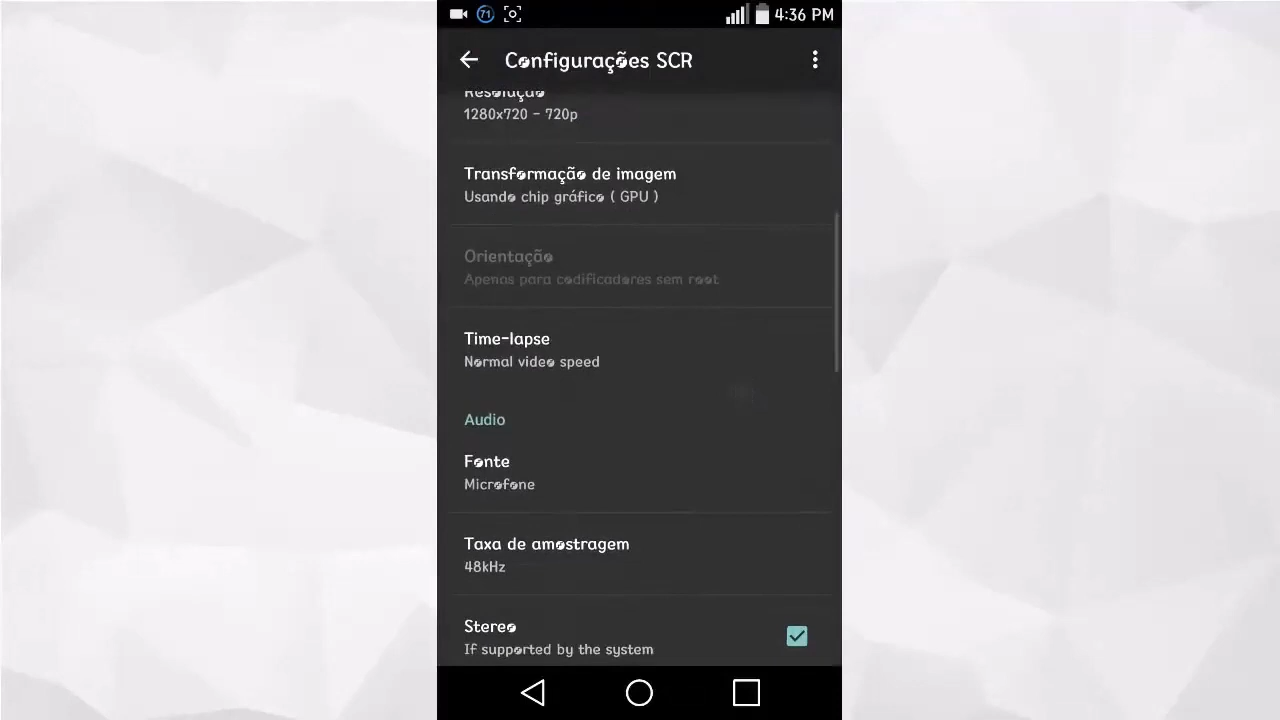 71
4:36 PM
Configurações SCR
Resolução
1280x720 - 720p
Transformação de imagem
Usando chip gráfico ( GPU )
Orientação
Apenas para codificadores sem root
Time-lapse
Normal video speed
Audio
Fonte
Microfone
Taxa de amostragem
48kHz
Stereo
If supported by the system